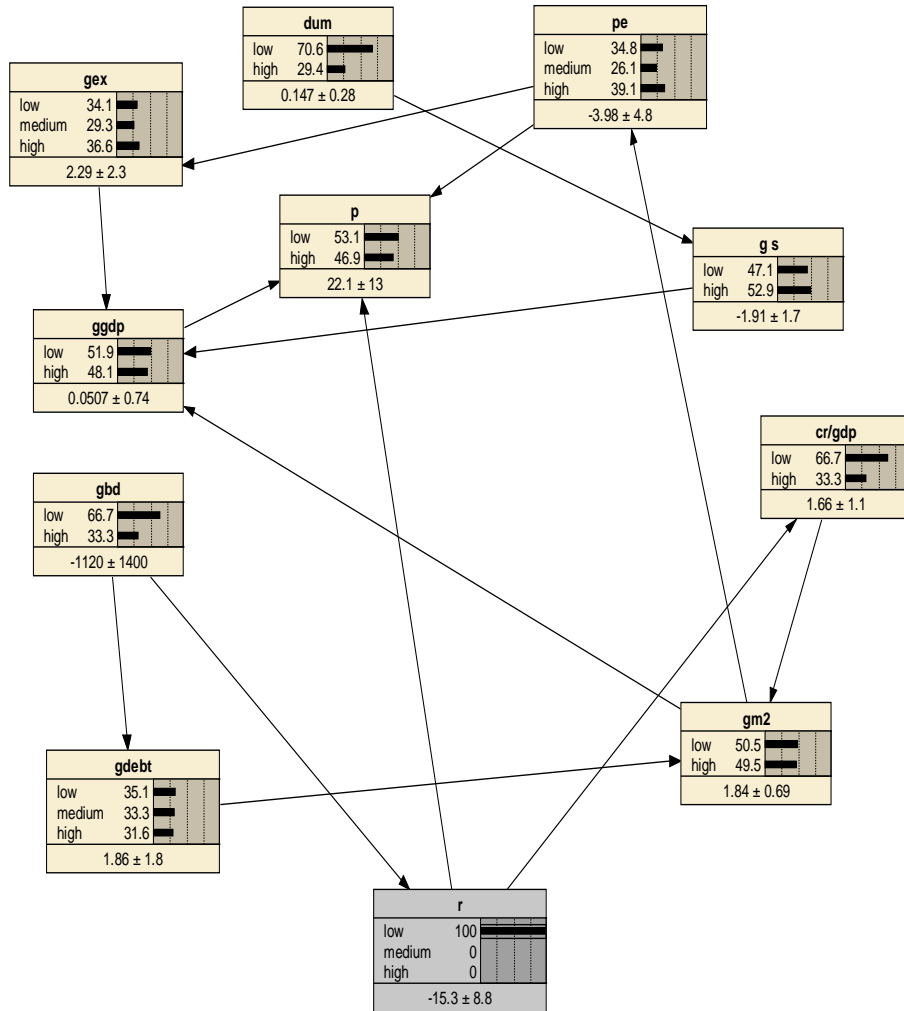 dum
low 70.6
high 29.4
0.147 ± 0.28
pe
low 34.8
medium 26.1
high 39.1
-3.98 ± 4.8
gex
low 34.1
medium 29.3
high 36.6
2.29 ± 2.3
p
low 53.1
high 46.9
22.1 ± 13
g s
low 47.1
high 52.9
-1.91 ± 1.7
ggdp
low 51.9
high 48.1
0.0507 ± 0.74
cr/gdp
low 66.7
high 33.3
1.66 ± 1.1
gbd
low 66.7
high 33.3
-1120 ± 1400
gm2
low 50.5
high 49.5
1.84 ± 0.69
gdebt
low 35.1
medium 33.3
high 31.6
1.86 ± 1.8
r
low 100
medium 0
high 0
-15.3 ± 8.8